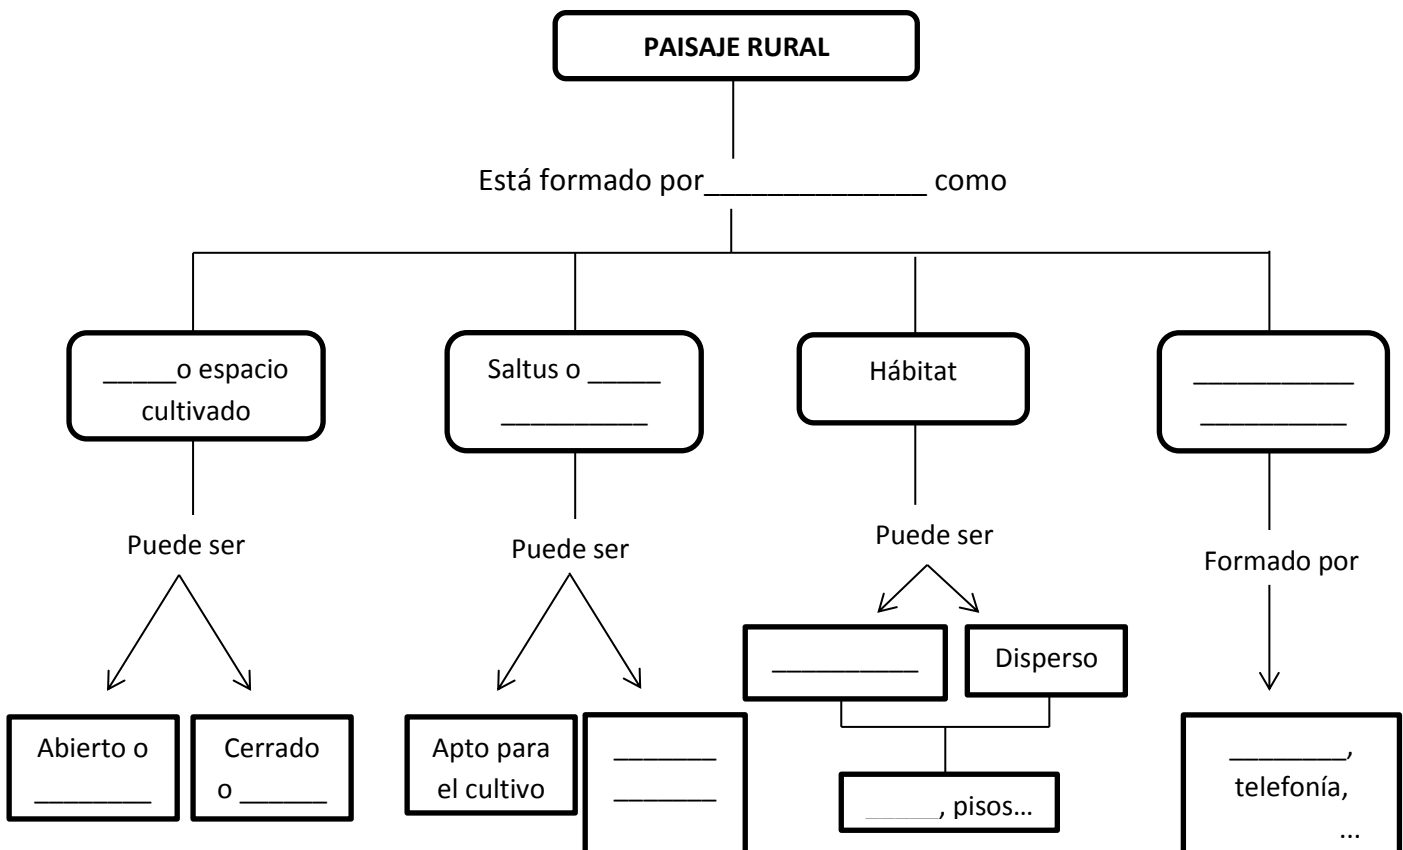 PAISAJE RURAL
Está formado por______________ como
_____o espacio
cultivado
Saltus o _____
__________
Hábitat
___________
__________
Puede ser
Puede ser
Puede ser
Formado por
Abierto o
________
Cerrado
o ______
Apto para
el cultivo
_______
_______
__________
Disperso
_____, pisos...
________,
telefonía,
...